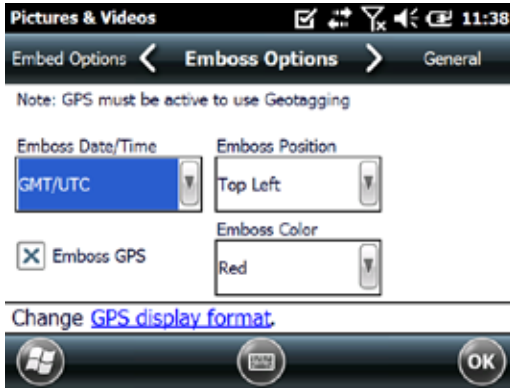 Pictures & Videos 11:38
Embed Options Emboss Options General
Note: GPS must be active to use Geotagging
Emboss Date/Time Emboss Position
GMT/UTC Top Left
Emboss Color
Emboss GPS
Red
Change GPS display format.
OK